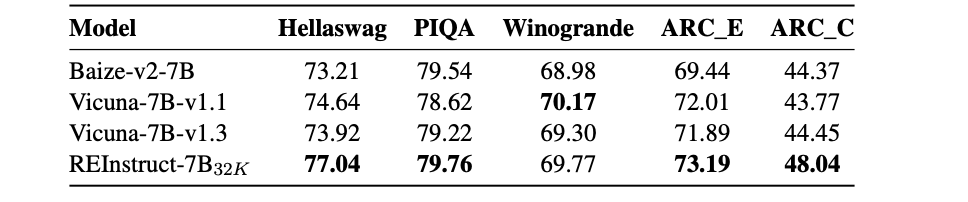 Model Hellaswag PIQA Winogrande ARC_E ARC_C
Baize-v2-7B 73.21 79.54 68.98 69.44 44.37
Vicuna-7B-v1.1 74.64 78.62 70.17 72.01 43.77
Vicuna-7B-v1.3 73.92 79.22 69.30 71.89 44.45
REInstruct-7B32K 77.04 79.76 69.77 73.19 48.04